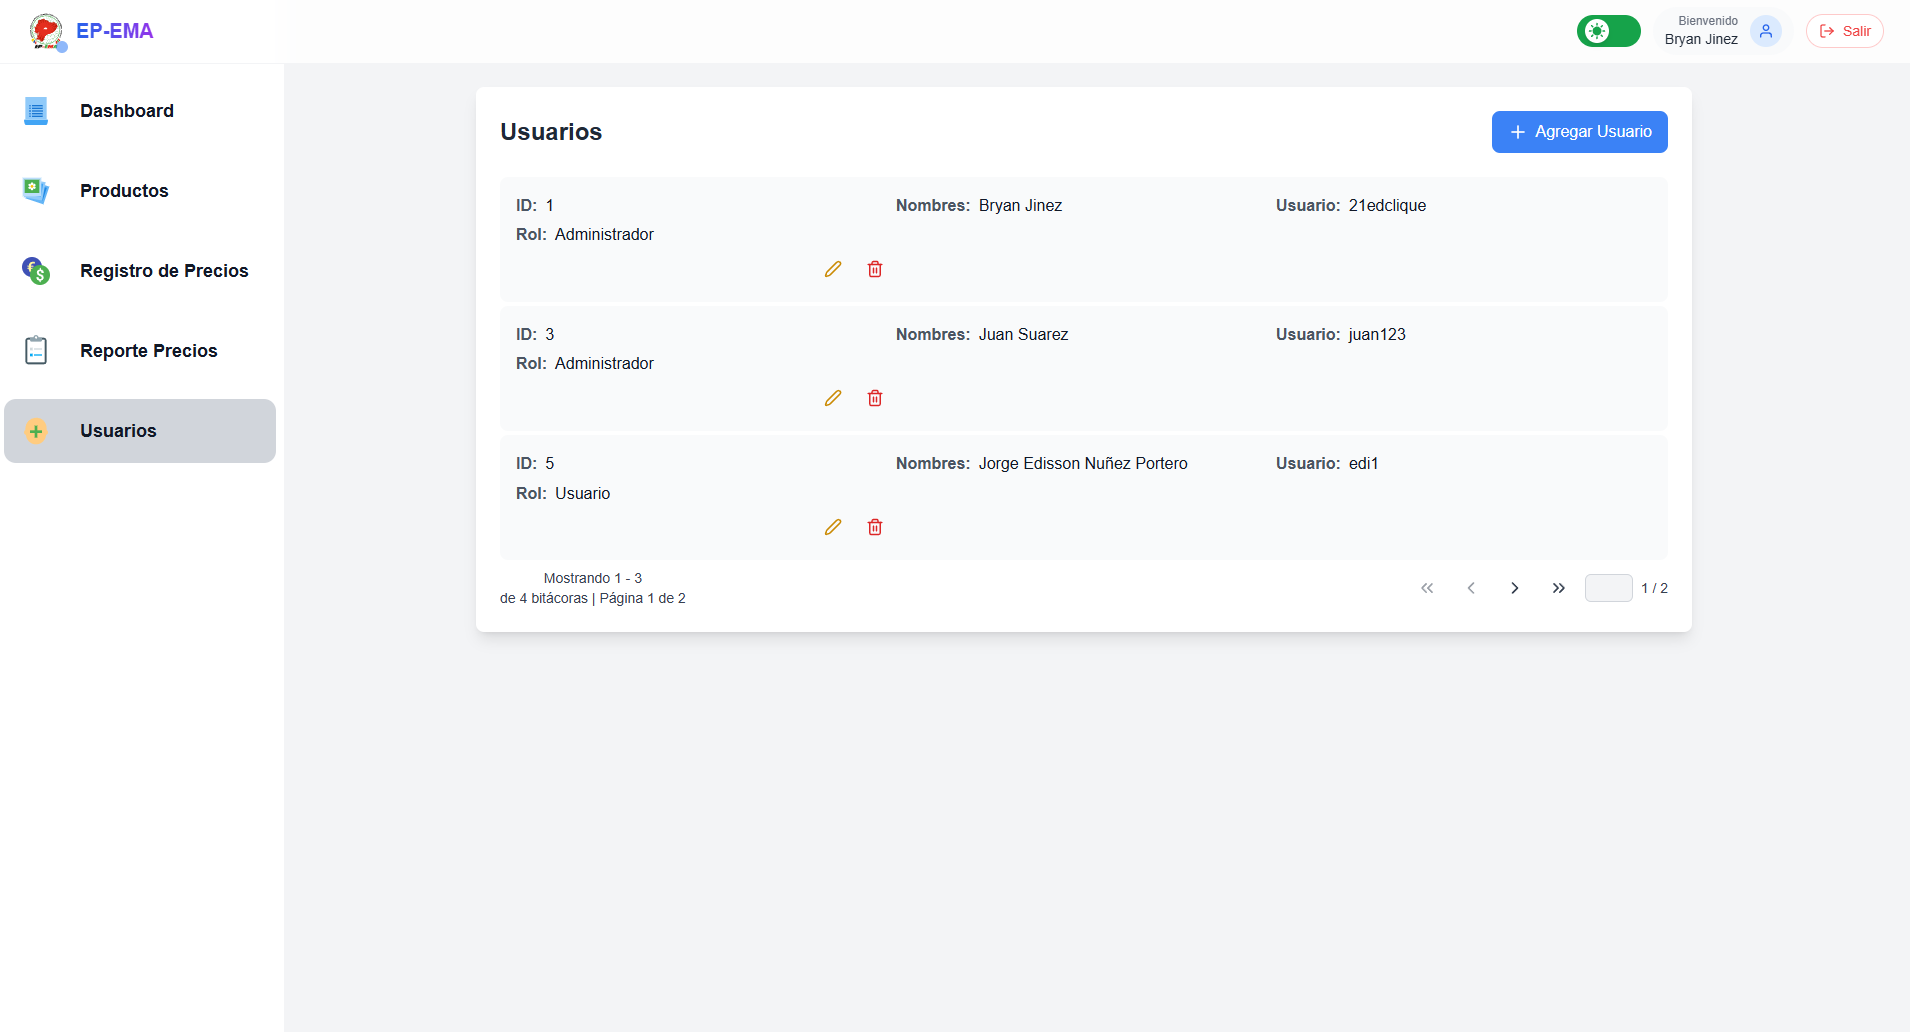 EP-EMA
Bienvenido
Bryan Jinez
Salir
Dashboard
Productos
Registro de Precios
Reporte Precios
Usuarios
Usuarios
Agregar Usuario
ID: 1 Nombres: Bryan Jinez Usuario: 21edclique
Rol: Administrador
ID: 3 Nombres: Juan Suarez Usuario: juan123
Rol: Administrador
ID: 5 Nombres: Jorge Edisson Nuñez Portero Usuario: edi1
Rol: Usuario
Mostrando 1 - 3
de 4 bitácoras | Página 1 de 2
1 / 2